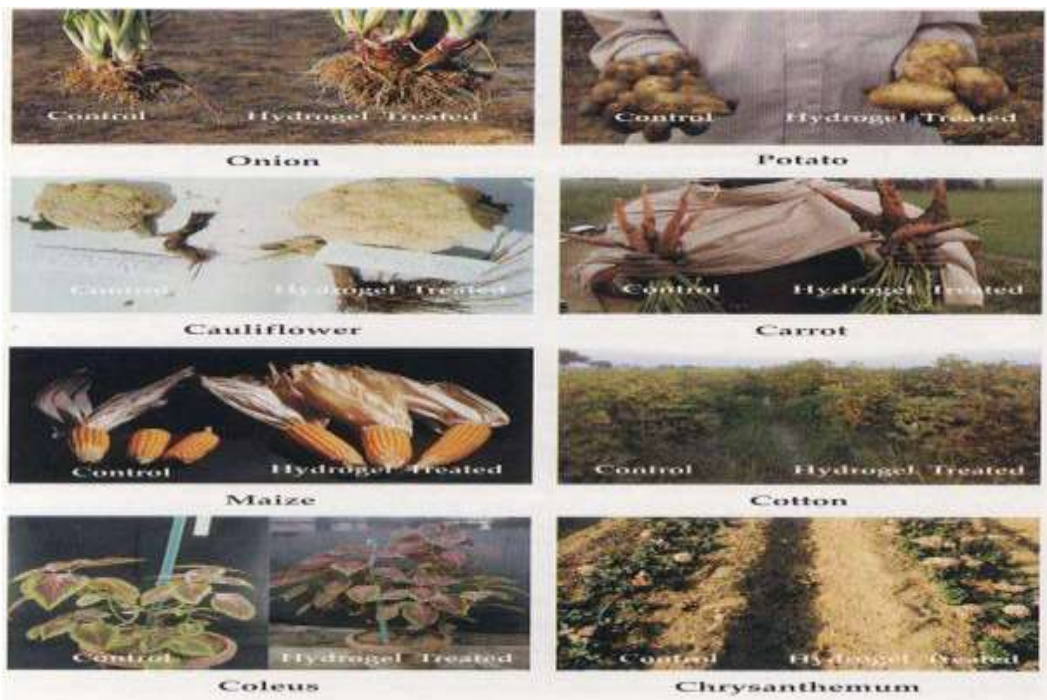 Control Hydrogel Treated
Onion
Control Hydrogel Treated
Potato
Control Hydrogel Treated
Cauliflower
Control Hydrogel Treated
Carrot
Control Hydrogel Treated
Maize
Control Hydrogel Treated
Cotton
Control Hydrogel Treated
Coleus
Control Hydrogel Treated
Chrysanthemum